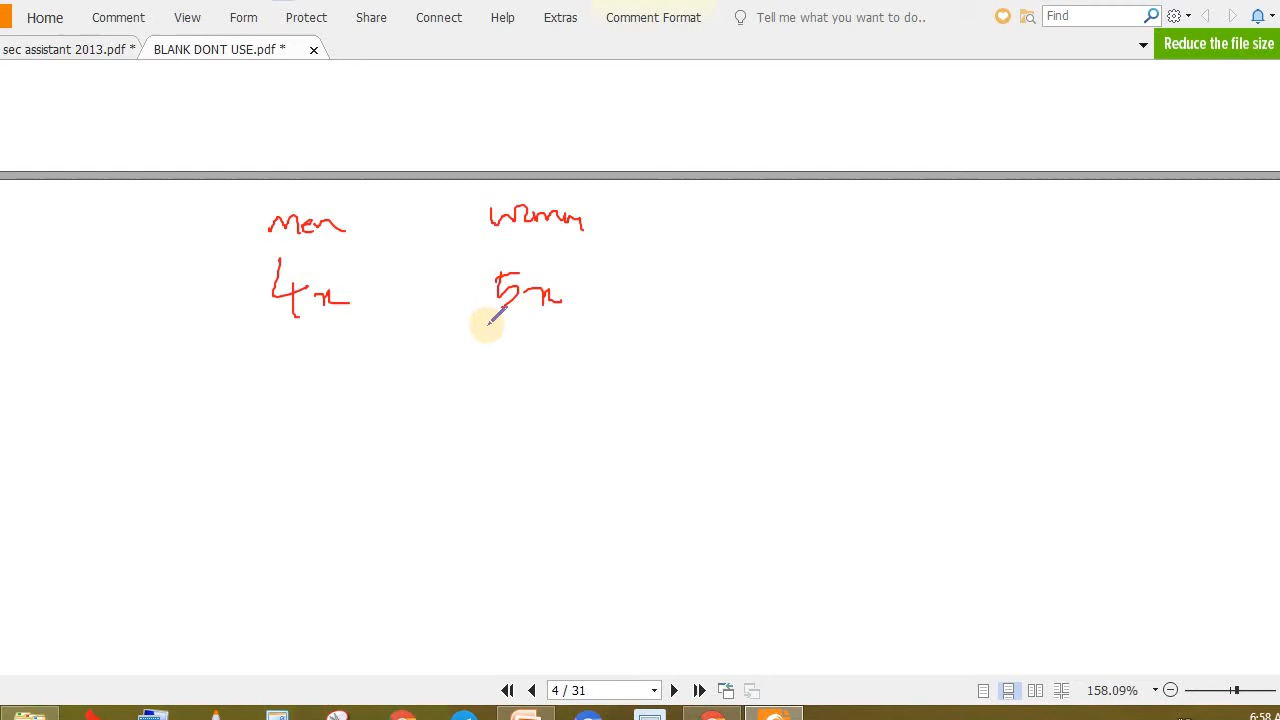 Home Comment View Form Protect Share Connect Help Extras Comment Format Tell me what you want to do.. Find
sec assistant 2013.pdf * BLANK DONT USE.pdf * x Reduce the file size
Men Women
4x 5x
4 / 31 158.09%
6:58